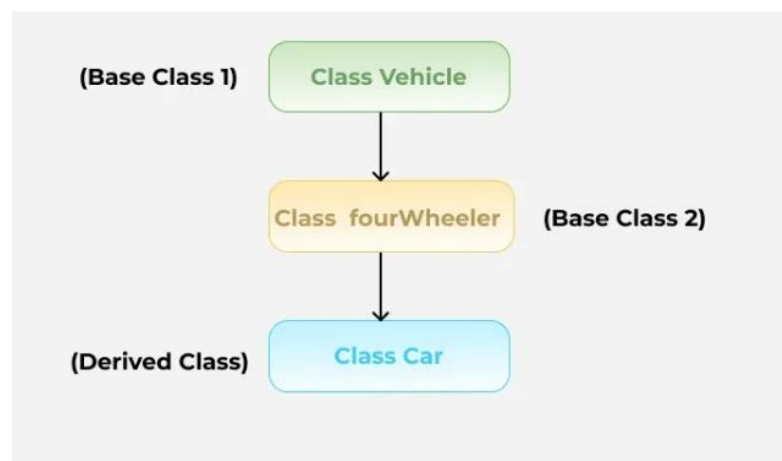 (Base Class 1)
Class Vehicle
Class fourWheeler
(Base Class 2)
(Derived Class)
Class Car